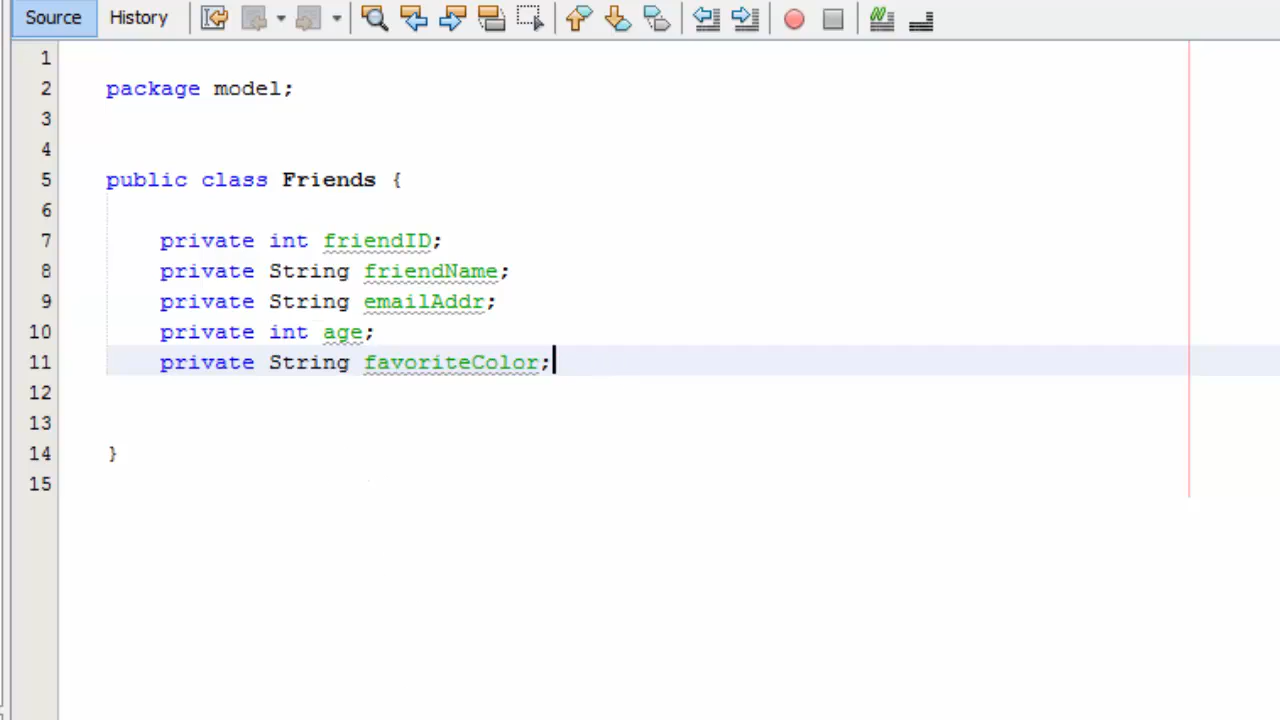 Source History
1
2 package model;
3
4
5 public class Friends {
6
7 private int friendID;
8 private String friendName;
9 private String emailAddr;
10 private int age;
11 private String favoriteColor;
12
13
14 }
15